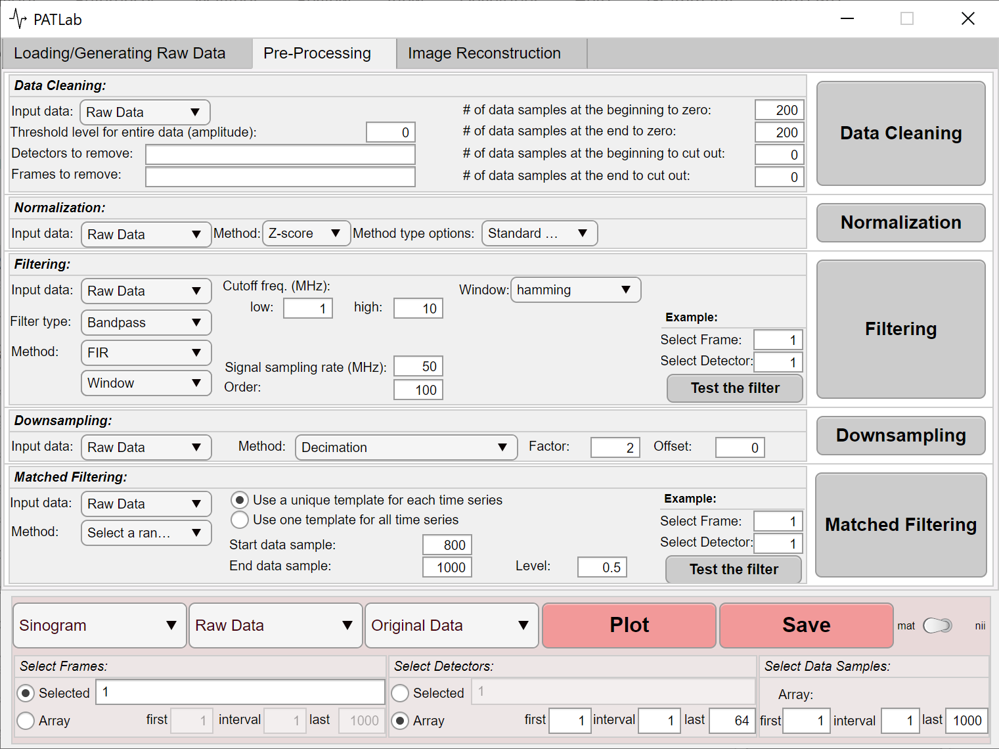 PATLab
Loading/Generating Raw Data Pre-Processing Image Reconstruction
Data Cleaning:
Input data: Raw Data
Threshold level for entire data (amplitude): 0
Detectors to remove:
Frames to remove:
# of data samples at the beginning to zero: 200
# of data samples at the end to zero: 200
# of data samples at the beginning to cut out: 0
# of data samples at the end to cut out: 0
Data Cleaning
Normalization:
Input data: Raw Data Method: Z-score Method type options: Standard ...
Normalization
Filtering:
Input data: Raw Data
Filter type: Bandpass
Method: FIR
Window
Cutoff freq. (MHz):
low: 1 high: 10
Signal sampling rate (MHz): 50
Order: 100
Window: hamming
Example:
Select Frame: 1
Select Detector: 1
Test the filter
Filtering
Downsampling:
Input data: Raw Data Method: Decimation Factor: 2 Offset: 0
Downsampling
Matched Filtering:
Input data: Raw Data
Method: Select a ran...
Use a unique template for each time series
Use one template for all time series
Start data sample: 800
End data sample: 1000 Level: 0.5
Example:
Select Frame: 1
Select Detector: 1
Test the filter
Matched Filtering
Sinogram Raw Data Original Data Plot Save mat nii
Select Frames:
Selected 1
Array first 1 interval 1 last 1000
Select Detectors:
Selected 1
Array first 1 interval 1 last 64
Select Data Samples:
Array:
first 1 interval 1 last 1000